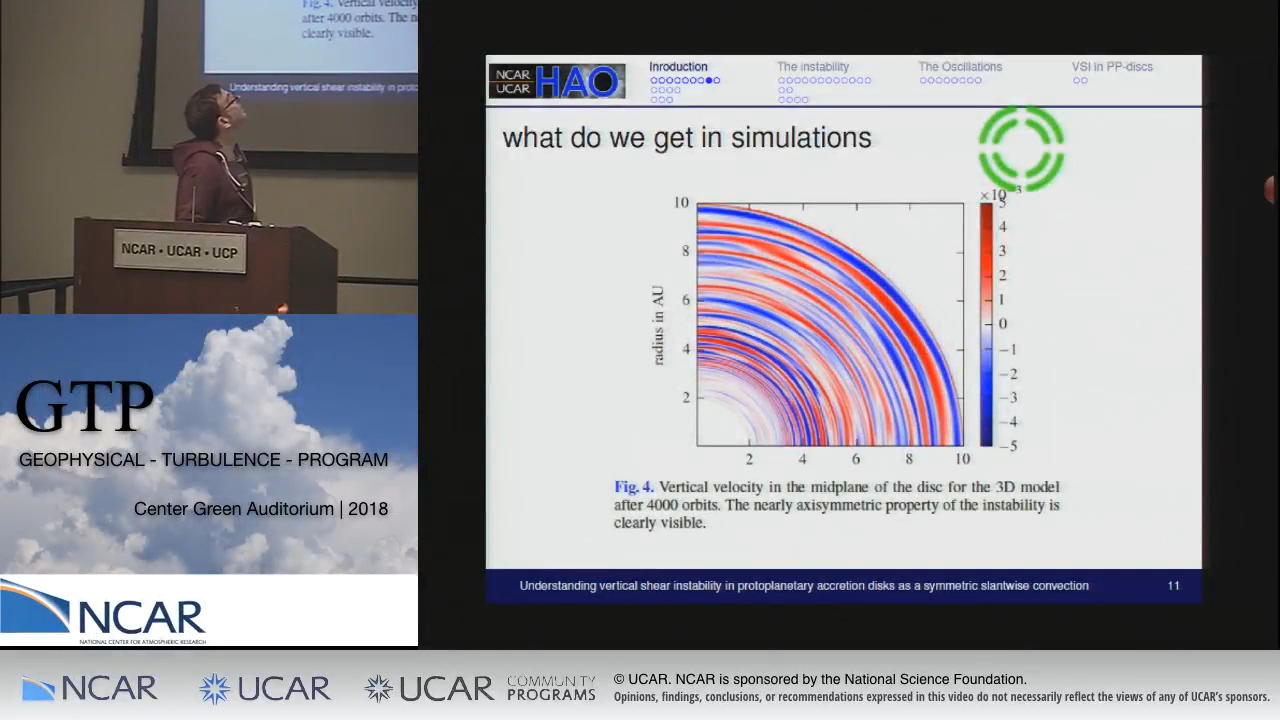 Fig. 4. Vertical velocity
after 4000 orbits. The n
clearly visible.
Understanding vertical shear instability in proto
NCAR • UCAR • UCP
GTP
GEOPHYSICAL - TURBULENCE - PROGRAM
Center Green Auditorium | 2018
NCAR
NATIONAL CENTER FOR ATMOSPHERIC RESEARCH
NCAR
UCAR
HAO
Inroduction
The instability
The Oscillations
VSI in PP-discs
what do we get in simulations
×10⁻³
10
8
6
4
2
radius in AU
2
4
6
8
10
5
4
3
2
1
0
−1
−2
−3
−4
−5
Fig. 4. Vertical velocity in the midplane of the disc for the 3D model
after 4000 orbits. The nearly axisymmetric property of the instability is
clearly visible.
Understanding vertical shear instability in protoplanetary accretion disks as a symmetric slantwise convection
11
NCAR
UCAR
UCAR
COMMUNITY
PROGRAMS
© UCAR. NCAR is sponsored by the National Science Foundation.
Opinions, findings, conclusions, or recommendations expressed in this video do not necessarily reflect the views of any of UCAR's sponsors.